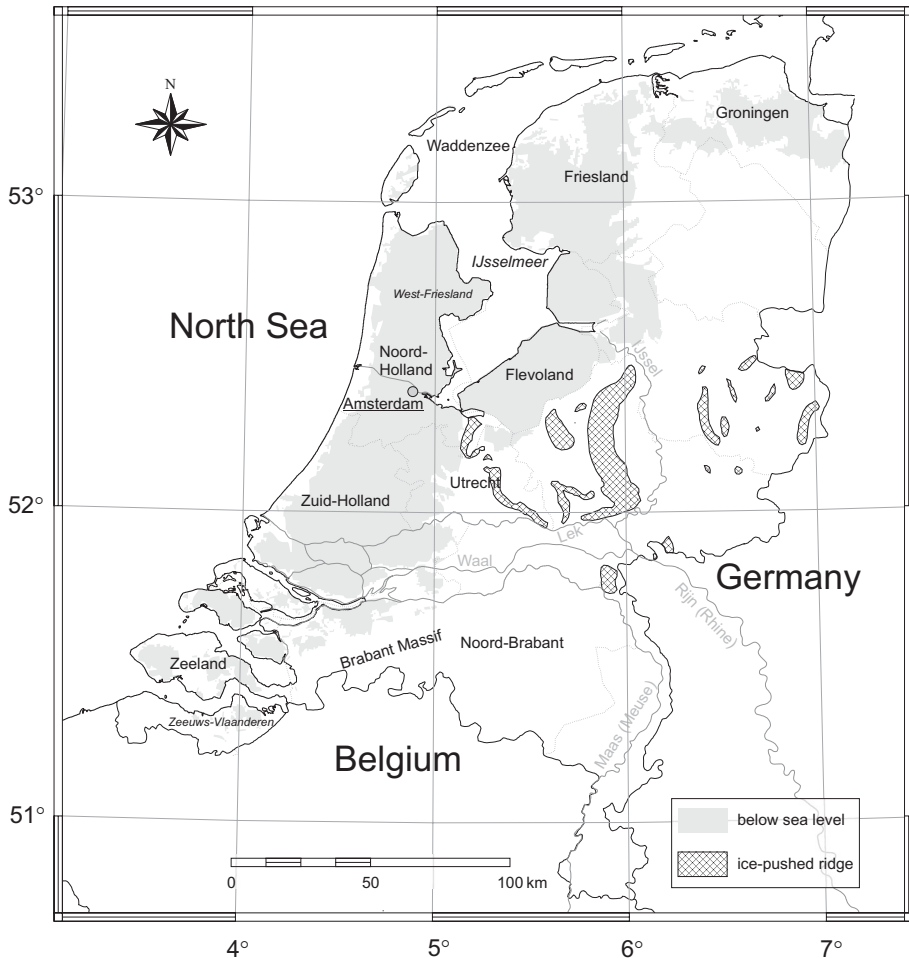 N
Groningen
Waddenzee
Friesland
53°
IJsselmeer
West-Friesland
North Sea
Noord-
Holland
IJssel
Flevoland
Amsterdam
Utrecht
Zuid-Holland
52°
Lek
Waal
Germany
Rijn (Rhine)
Brabant Massif
Noord-Brabant
Zeeland
Maas (Meuse)
Zeeuws-Vlaanderen
Belgium
51°
below sea level
ice-pushed ridge
0 50 100 km
4° 5° 6° 7°